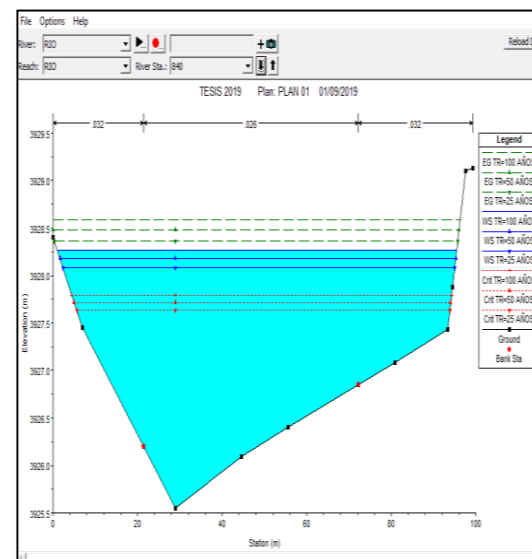 File Options Help
River: RIO
Reload D
Reach: RIO River Sta.: 840
TESIS 2019 Plan: PLAN 01 01/09/2019
.032 .026 .032
Legend
EG TR=100 AÑOS
EG TR=50 AÑOS
EG TR=25 AÑOS
WS TR=100 AÑOS
WS TR=50 AÑOS
WS TR=25 AÑOS
Crit TR=100 AÑOS
Crit TR=50 AÑOS
Crit TR=25 AÑOS
Ground
Bank Sta
Elevation (m)
3929.5
3929.0
3928.5
3928.0
3927.5
3927.0
3926.5
3926.0
3925.5
0 20 40 60 80 100
Station (m)